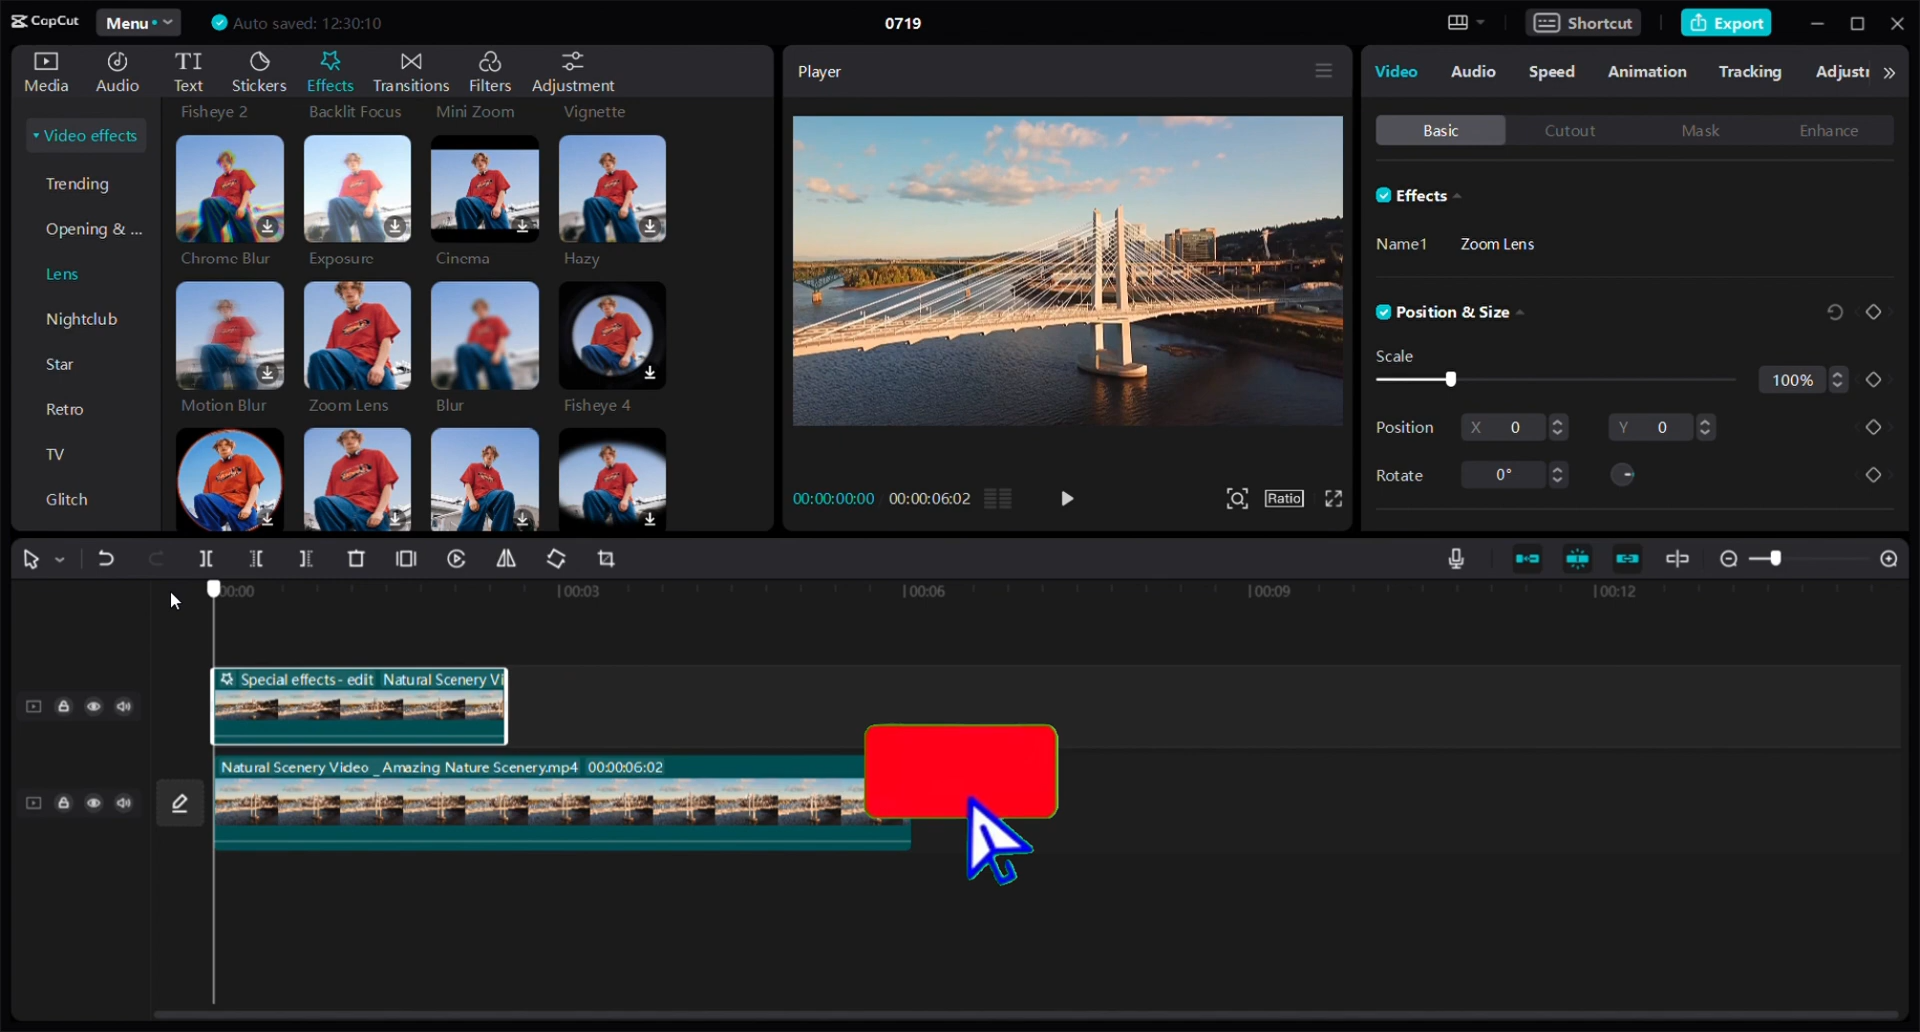 CapCut Menu Auto saved: 12:30:10 0719 Shortcut Export
Media Audio TI Text Stickers Effects Transitions Filters Adjustment
Fisheye 2 Backlit Focus Mini Zoom Vignette
Video effects
Trending
Opening & ...
Lens
Nightclub
Star
Retro
TV
Glitch
Chrome Blur Exposure Cinema Hazy
Motion Blur Zoom Lens Blur Fisheye 4
Player
00:00:00:00 00:00:06:02 Ratio
Video Audio Speed Animation Tracking Adjustr
Basic Cutout Mask Enhance
Effects
Name1 Zoom Lens
Position & Size
Scale
100%
Position X 0 Y 0
Rotate 0°
00:00 00:03 00:06 00:09 00:12
Special effects - edit Natural Scenery Vi
Natural Scenery Video _ Amazing Nature Scenery.mp4 00:00:06:02